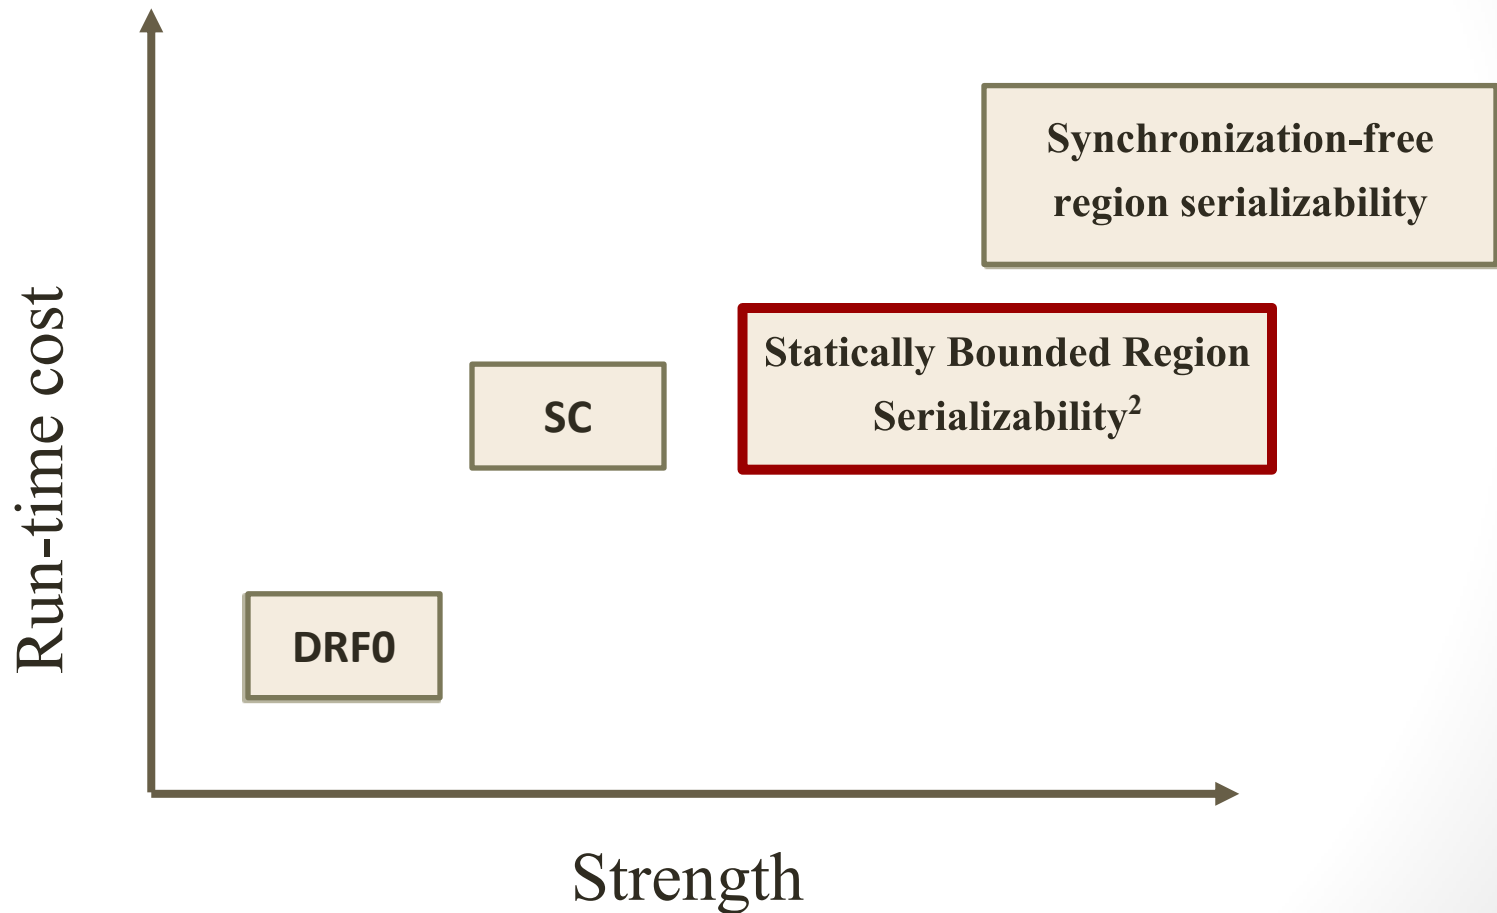 Synchronization-free
region serializability
Statically Bounded Region
Serializability²
SC
DRF0
Run-time cost
Strength